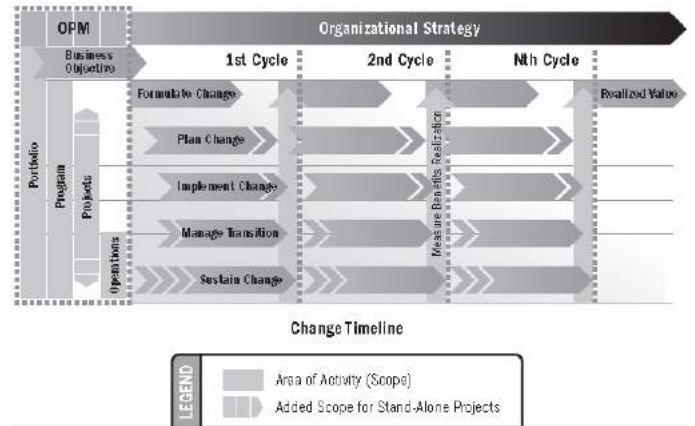 OPM
Organizational Strategy
Business
Objective
1st Cycle
2nd Cycle
Nth Cycle
Formulate Change
Realized Value
Plan Change
Implement Change
Manage Transition
Sustain Change
Portfolio
Program
Projects
Operations
Measure Benefits Realization
Change Timeline
LEGEND
Area of Activity (Scope)
Added Scope for Stand-Alone Projects